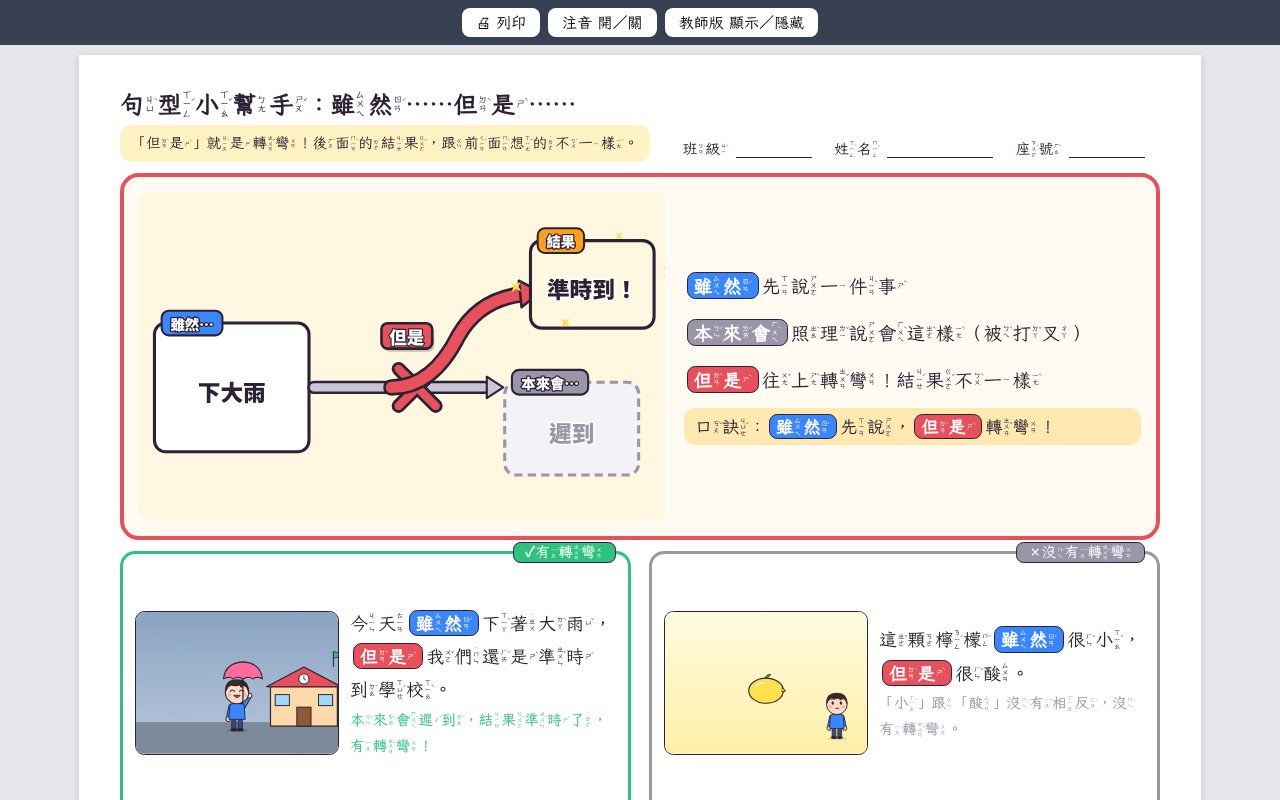 列印
注音 開／關
教師版 顯示／隱藏
句型小幫手：雖然……但是……
「但是」就是轉彎！後面的結果，跟前面想的不一樣。
班級
姓名
座號
雖然…
下大雨
但是
結果
準時到！
本來會…
遲到
雖然先說一件事
本來會照理說會這樣（被打叉）
但是往上轉彎！結果不一樣
口訣：雖然先說，但是轉彎！
✓有轉彎
今天雖然下著大雨，
但是我們還是準時
到學校。
本來會遲到，結果準時了，
有轉彎！
✕沒有轉彎
這顆檸檬雖然很小，
但是很酸。
「小」跟「酸」沒有相反，沒
有轉彎。